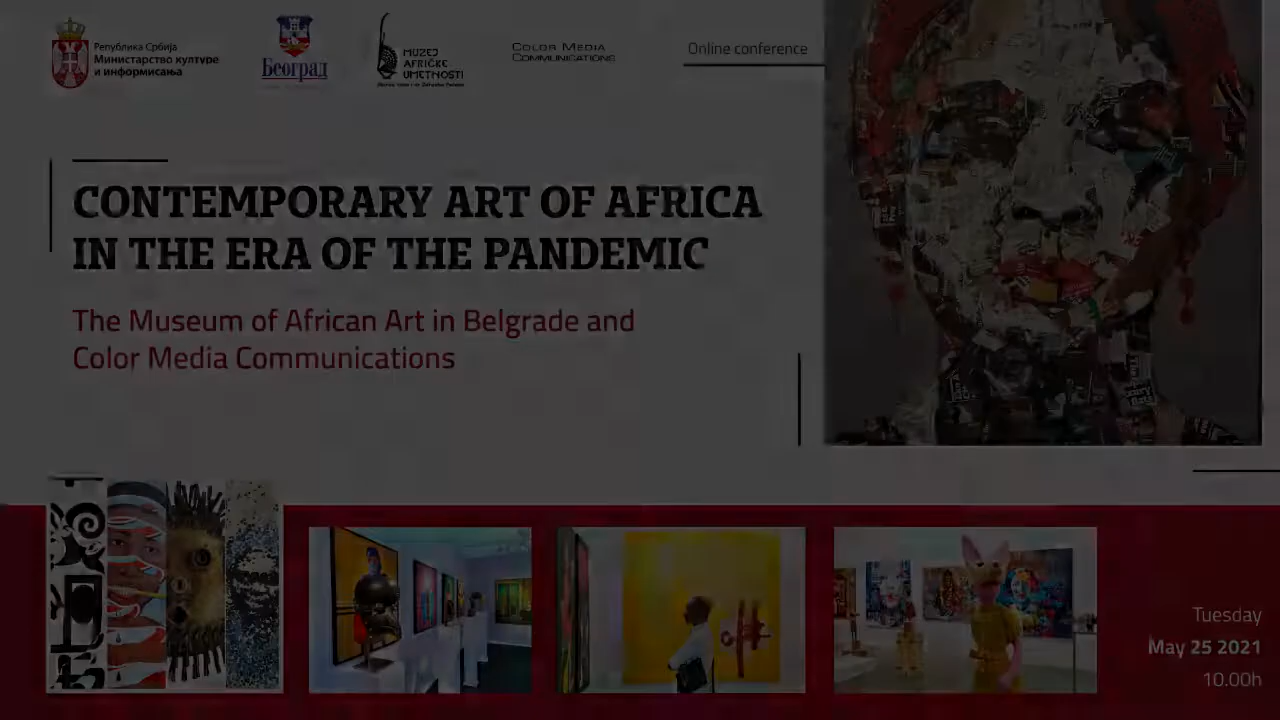 Република Србија
Министарство културе
и информисања
Београд
МUZEJ
AFRIČKE
UMETNOSTI
COLOR MEDIA
COMMUNICATIONS
Online conference
CONTEMPORARY ART OF AFRICA
IN THE ERA OF THE PANDEMIC
The Museum of African Art in Belgrade and
Color Media Communications
Tuesday
May 25 2021
10.00h